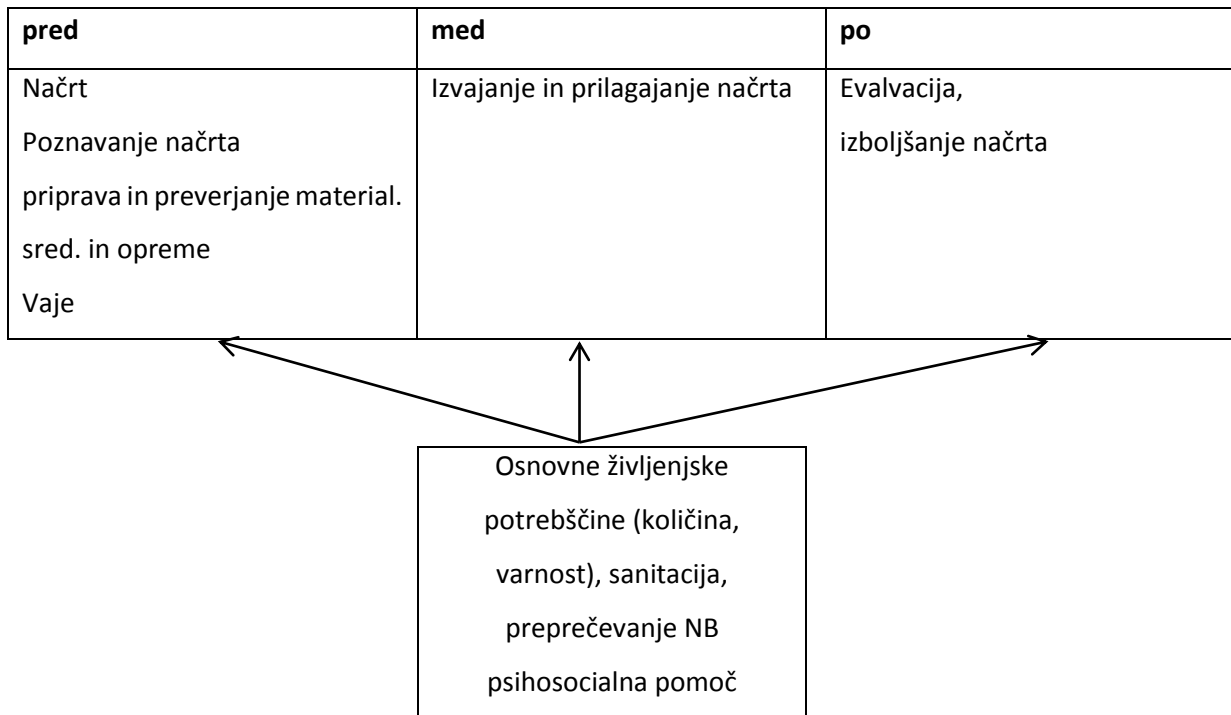 pred
med
po
Načrt
Poznavanje načrta
priprava in preverjanje material.
sred. in opreme
Vaje
Izvajanje in prilagajanje načrta
Evalvacija,
izboljšanje načrta
Osnovne življenjske
potrebščine (količina,
varnost), sanitacija,
preprečevanje NB
psihosocialna pomoč